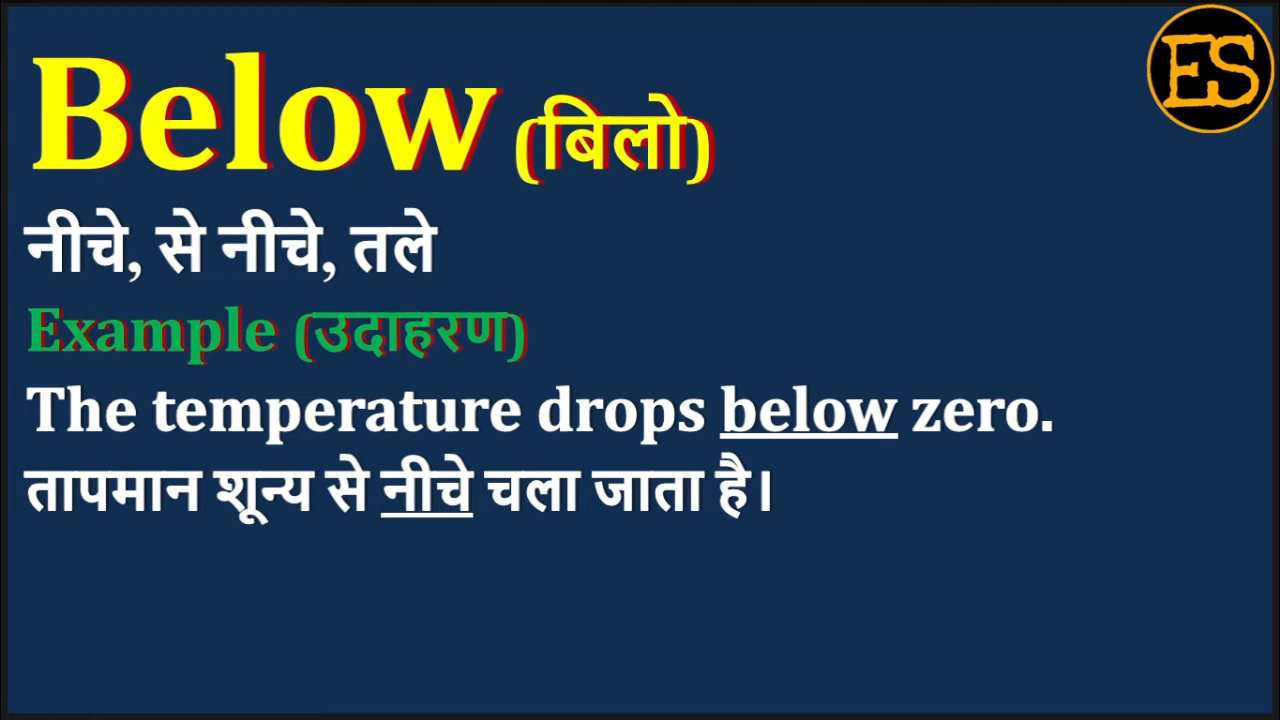 ES
Below (बिलो)
नीचे, से नीचे, तले
Example (उदाहरण)
The temperature drops below zero.
तापमान शून्य से नीचे चला जाता है।